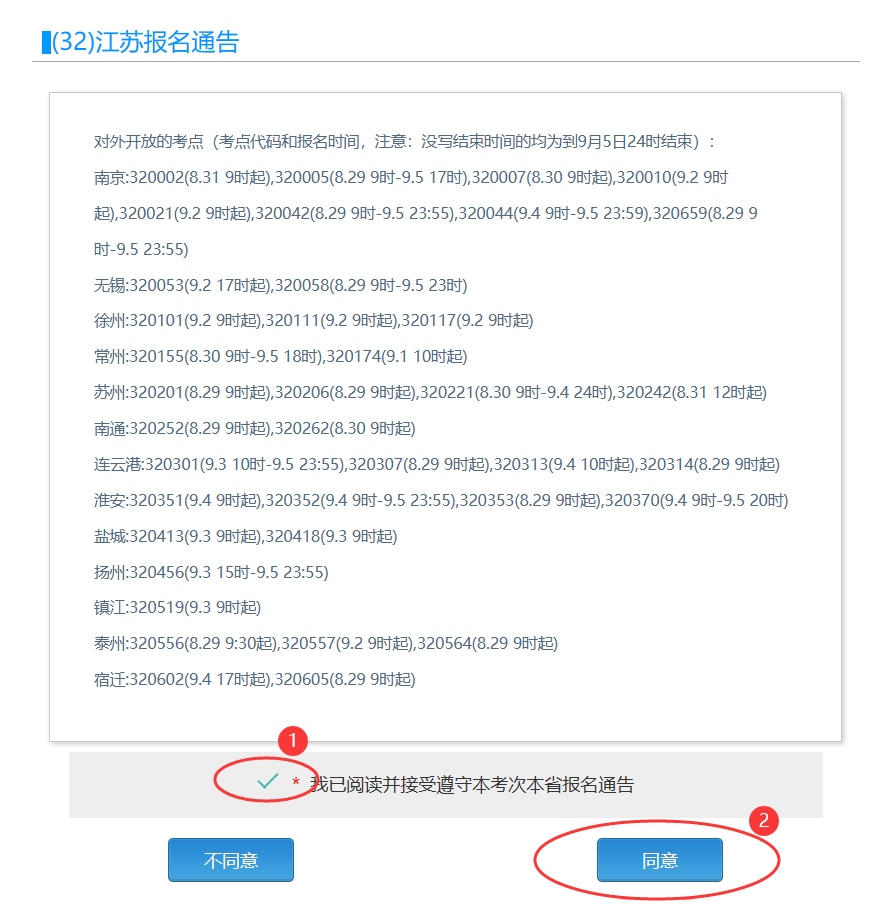 (32)江苏报名通告
对外开放的考点（考点代码和报名时间，注意：没写结束时间的均为到9月5日24时结束）：
南京:320002(8.31 9时起),320005(8.29 9时-9.5 17时),320007(8.30 9时起),320010(9.2 9时
起),320021(9.2 9时起),320042(8.29 9时-9.5 23:55),320044(9.4 9时-9.5 23:59),320659(8.29 9
时-9.5 23:55)
无锡:320053(9.2 17时起),320058(8.29 9时-9.5 23时)
徐州:320101(9.2 9时起),320111(9.2 9时起),320117(9.2 9时起)
常州:320155(8.30 9时-9.5 18时),320174(9.1 10时起)
苏州:320201(8.29 9时起),320206(8.29 9时起),320221(8.30 9时-9.4 24时),320242(8.31 12时起)
南通:320252(8.29 9时起),320262(8.30 9时起)
连云港:320301(9.3 10时-9.5 23:55),320307(8.29 9时起),320313(9.4 10时起),320314(8.29 9时起)
淮安:320351(9.4 9时起),320352(9.4 9时-9.5 23:55),320353(8.29 9时起),320370(9.4 9时-9.5 20时)
盐城:320413(9.3 9时起),320418(9.3 9时起)
扬州:320456(9.3 15时-9.5 23:55)
镇江:320519(9.3 9时起)
泰州:320556(8.29 9:30起),320557(9.2 9时起),320564(8.29 9时起)
宿迁:320602(9.4 17时起),320605(8.29 9时起)
1
* 我已阅读并接受遵守本考次本省报名通告
2
不同意
同意